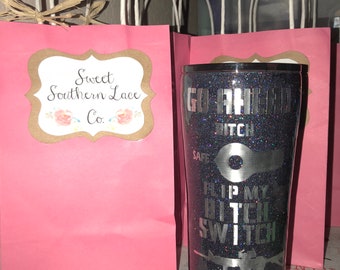 Sweet
Southern Lace
Co.
GO AHEAD
BITCH
SAFE
FLIP MY
BITCH
SWITCH